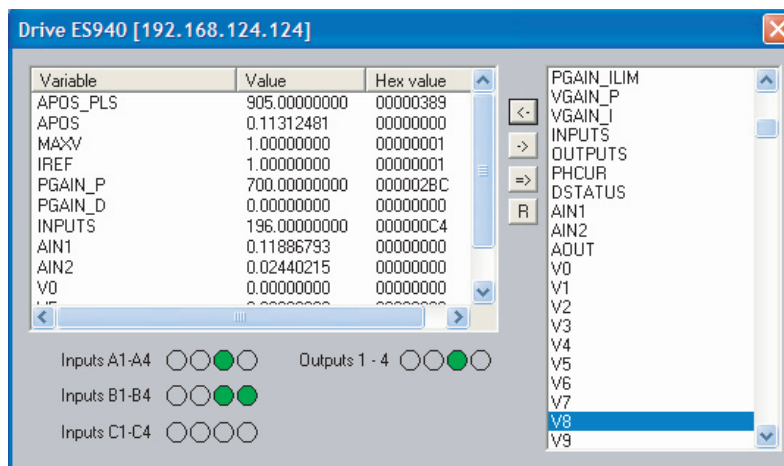 Drive ES940 [192.168.124.124]
Variable Value Hex value
APOS_PLS 905.00000000 00000389
APOS 0.11312481 00000000
MAXV 1.00000000 00000001
IREF 1.00000000 00000001
PGAIN_P 700.00000000 000002BC
PGAIN_D 0.00000000 00000000
INPUTS 196.00000000 000000C4
AIN1 0.11886793 00000000
AIN2 0.02440215 00000000
V0 0.00000000 00000000
<-
->
=>
R
PGAIN_ILIM
VGAIN_P
VGAIN_I
INPUTS
OUTPUTS
PHCUR
DSTATUS
AIN1
AIN2
AOUT
V0
V1
V2
V3
V4
V5
V6
V7
V8
V9
Inputs A1-A4
Outputs 1 - 4
Inputs B1-B4
Inputs C1-C4